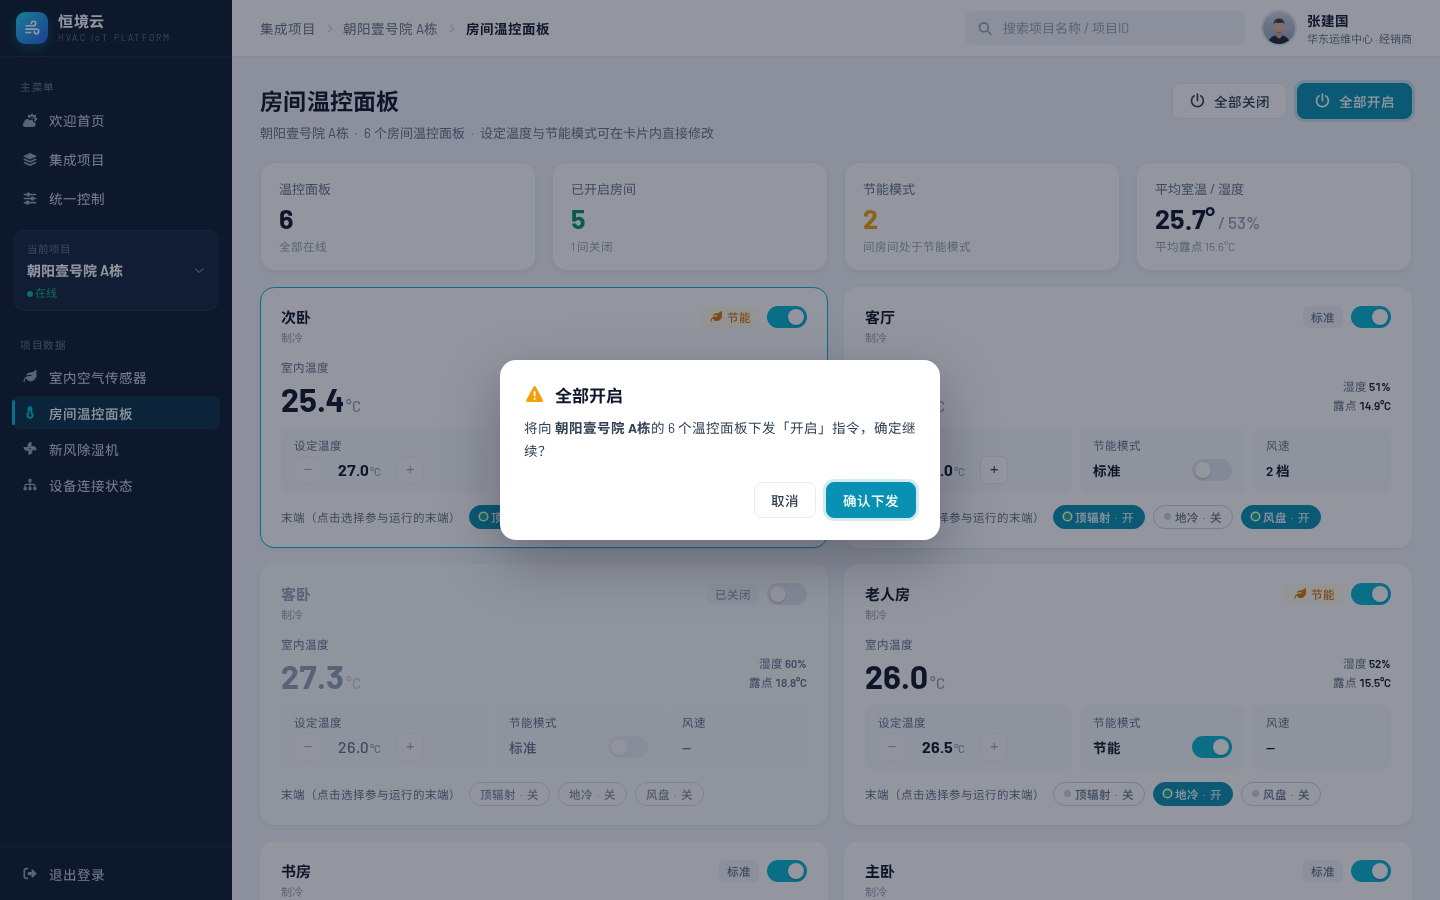 恒境云
HVAC IoT PLATFORM
主菜单
欢迎首页
集成项目
统一控制
当前项目
朝阳壹号院 A栋
在线
项目数据
室内空气传感器
房间温控面板
新风除湿机
设备连接状态
退出登录
集成项目 > 朝阳壹号院 A栋 > 房间温控面板
搜索项目名称 / 项目ID
张建国
华东运维中心 · 经销商
房间温控面板
朝阳壹号院 A栋 · 6 个房间温控面板 · 设定温度与节能模式可在卡片内直接修改
全部关闭
全部开启
温控面板
6
全部在线
已开启房间
5
1 间关闭
节能模式
2
间房间处于节能模式
平均室温 / 湿度
25.7° / 53%
平均露点 15.6°C
次卧
节能
制冷
室内温度
25.4°C
设定温度
− 27.0°C +
末端（点击选择参与运行的末端）
客厅
标准
制冷
湿度 51%
露点 14.9°C
.0°C +
节能模式
标准
风速
2 档
择参与运行的末端）
顶辐射 · 开
地冷 · 关
风盘 · 开
全部开启
将向 朝阳壹号院 A栋的 6 个温控面板下发「开启」指令，确定继
续？
取消
确认下发
客卧
已关闭
制冷
室内温度
27.3°C
湿度 60%
露点 18.8°C
设定温度
− 26.0°C +
节能模式
标准
风速
–
末端（点击选择参与运行的末端）
顶辐射 · 关
地冷 · 关
风盘 · 关
老人房
节能
制冷
室内温度
26.0°C
湿度 52%
露点 15.5°C
设定温度
− 26.5°C +
节能模式
节能
风速
–
末端（点击选择参与运行的末端）
顶辐射 · 关
地冷 · 开
风盘 · 关
书房
标准
制冷
主卧
标准
制冷